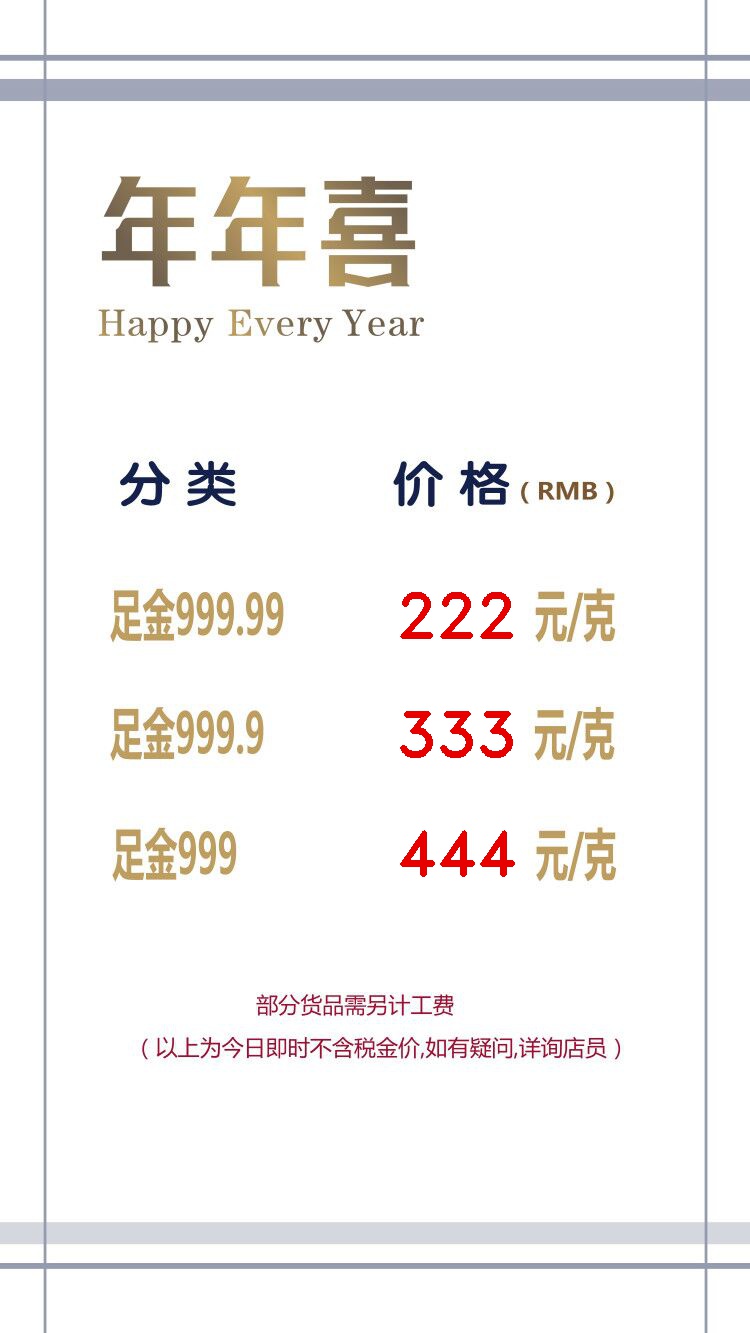 年年喜
Happy Every Year
分类 价格（RMB）
足金999.99 222 元/克
足金999.9 333 元/克
足金999 444 元/克
部分货品需另计工费
（以上为今日即时不含税金价,如有疑问,详询店员）